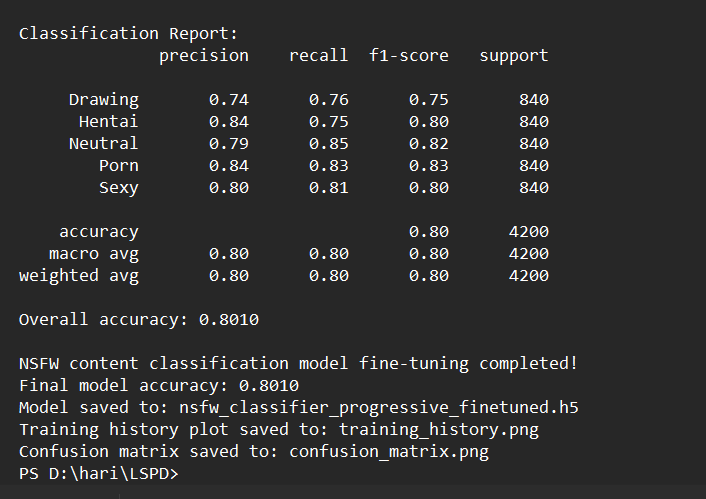 Classification Report:
precision recall f1-score support
Drawing 0.74 0.76 0.75 840
Hentai 0.84 0.75 0.80 840
Neutral 0.79 0.85 0.82 840
Porn 0.84 0.83 0.83 840
Sexy 0.80 0.81 0.80 840
accuracy 0.80 4200
macro avg 0.80 0.80 0.80 4200
weighted avg 0.80 0.80 0.80 4200
Overall accuracy: 0.8010
NSFW content classification model fine-tuning completed!
Final model accuracy: 0.8010
Model saved to: nsfw_classifier_progressive_finetuned.h5
Training history plot saved to: training_history.png
Confusion matrix saved to: confusion_matrix.png
PS D:\hari\LSPD>